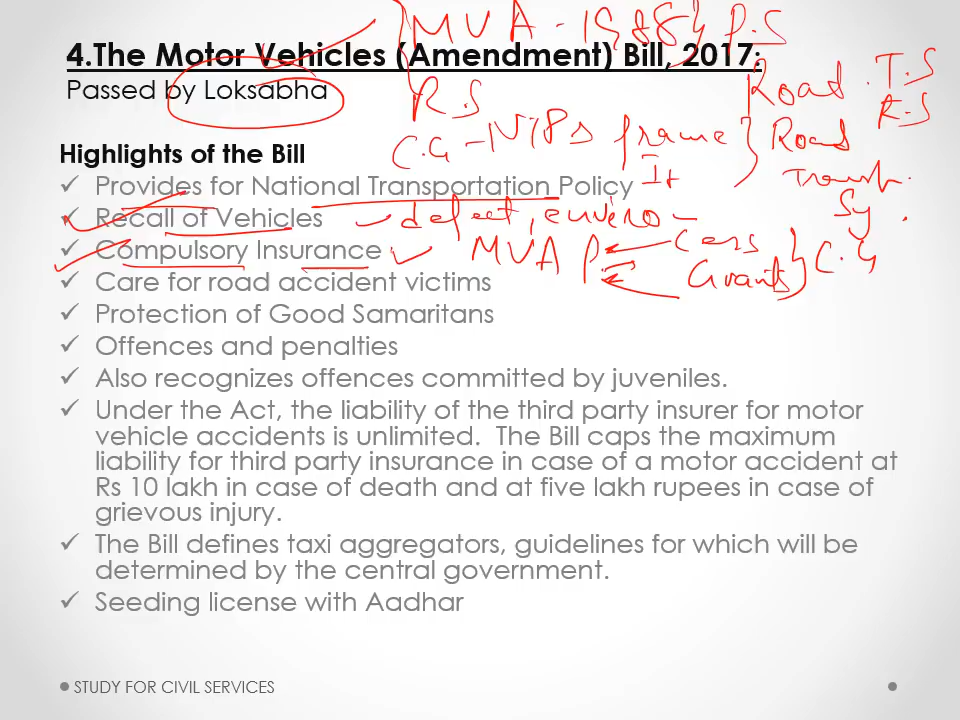 MVA - 1988 P.S
4.The Motor Vehicles (Amendment) Bill, 2017:
Passed by Loksabha
R.S
Road T.S
R.S
C.G - NTPs frame
It
Road
Transp.
Sy.
Highlights of the Bill
✓ Provides for National Transportation Policy
✓ Recall of Vehicles - defect, enviro -
✓ Compulsory Insurance ✓ MVA
Cess
Grants
C.G
✓ Care for road accident victims
✓ Protection of Good Samaritans
✓ Offences and penalties
✓ Also recognizes offences committed by juveniles.
✓ Under the Act, the liability of the third party insurer for motor
vehicle accidents is unlimited. The Bill caps the maximum
liability for third party insurance in case of a motor accident at
Rs 10 lakh in case of death and at five lakh rupees in case of
grievous injury.
✓ The Bill defines taxi aggregators, guidelines for which will be
determined by the central government.
✓ Seeding license with Aadhar
STUDY FOR CIVIL SERVICES